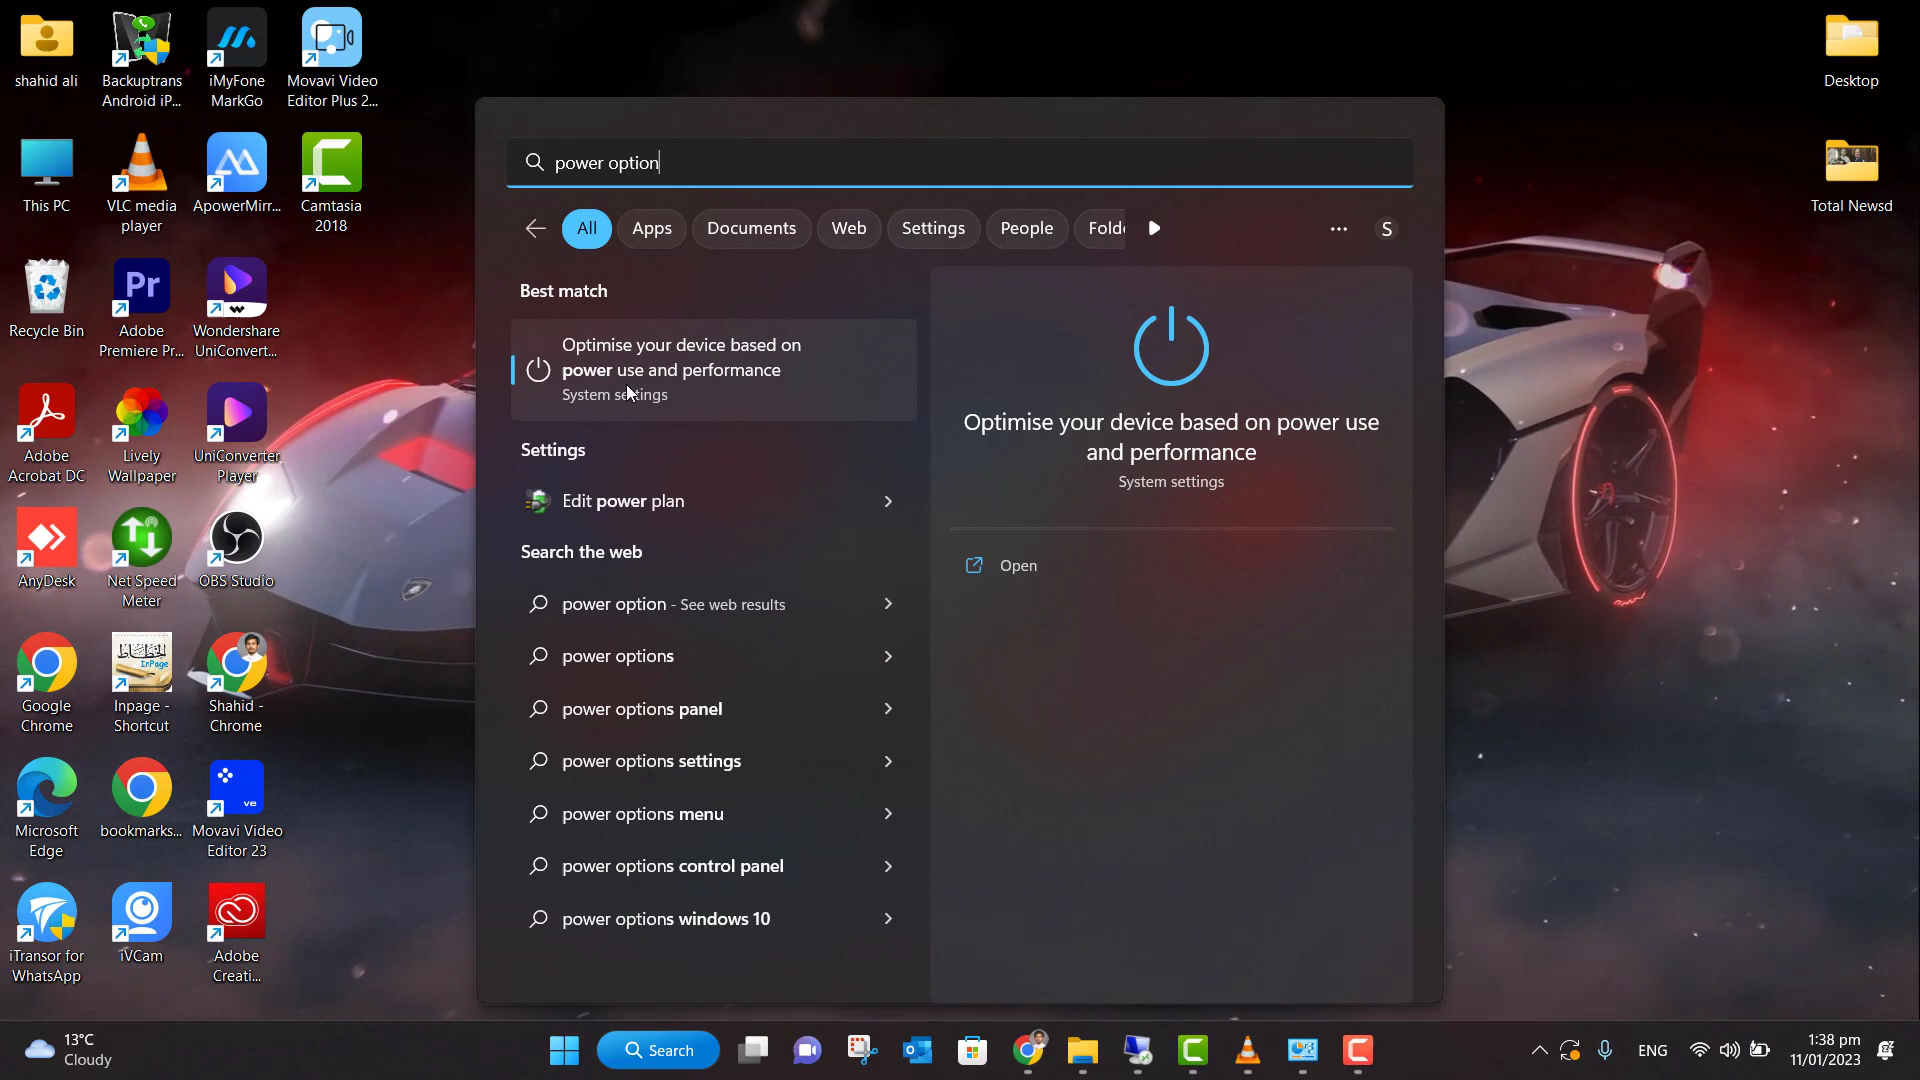 shahid ali
Backuptrans
Android iP...
iMyFone
MarkGo
Movavi Video
Editor Plus 2...
This PC
VLC media
player
ApowerMirr...
Camtasia
2018
Recycle Bin
Pr
Adobe
Premiere Pr...
Wondershare
UniConvert...
Adobe
Acrobat DC
Lively
Wallpaper
UniConverter
Player
AnyDesk
Net Speed
Meter
OBS Studio
Google
Chrome
InPage
Inpage -
Shortcut
Shahid -
Chrome
Microsoft
Edge
bookmarks...
ve
Movavi Video
Editor 23
iTransor for
WhatsApp
iVCam
Adobe
Creati...
power option
All
Apps
Documents
Web
Settings
People
Folde
...
S
Best match
Optimise your device based on
power use and performance
System settings
Settings
Edit power plan
Search the web
power option - See web results
power options
power options panel
power options settings
power options menu
power options control panel
power options windows 10
Optimise your device based on power use
and performance
System settings
Open
Desktop
Total Newsd
13°C
Cloudy
Search
ENG
1:38 pm
11/01/2023